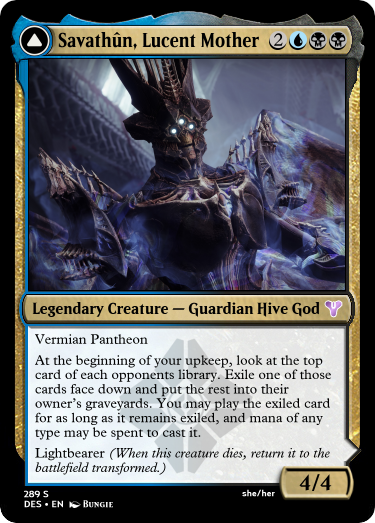 Savathûn, Lucent Mother 2
Legendary Creature — Guardian Hive God
Vermian Pantheon
At the beginning of your upkeep, look at the top
card of each opponents library. Exile one of those
cards face down and put the rest into their
owner's graveyards. You may play the exiled card
for as long as it remains exiled, and mana of any
type may be spent to cast it.
Lightbearer (When this creature dies, return it to the
battlefield transformed.)
4/4
289 S
she/her
DES • EN Bungie